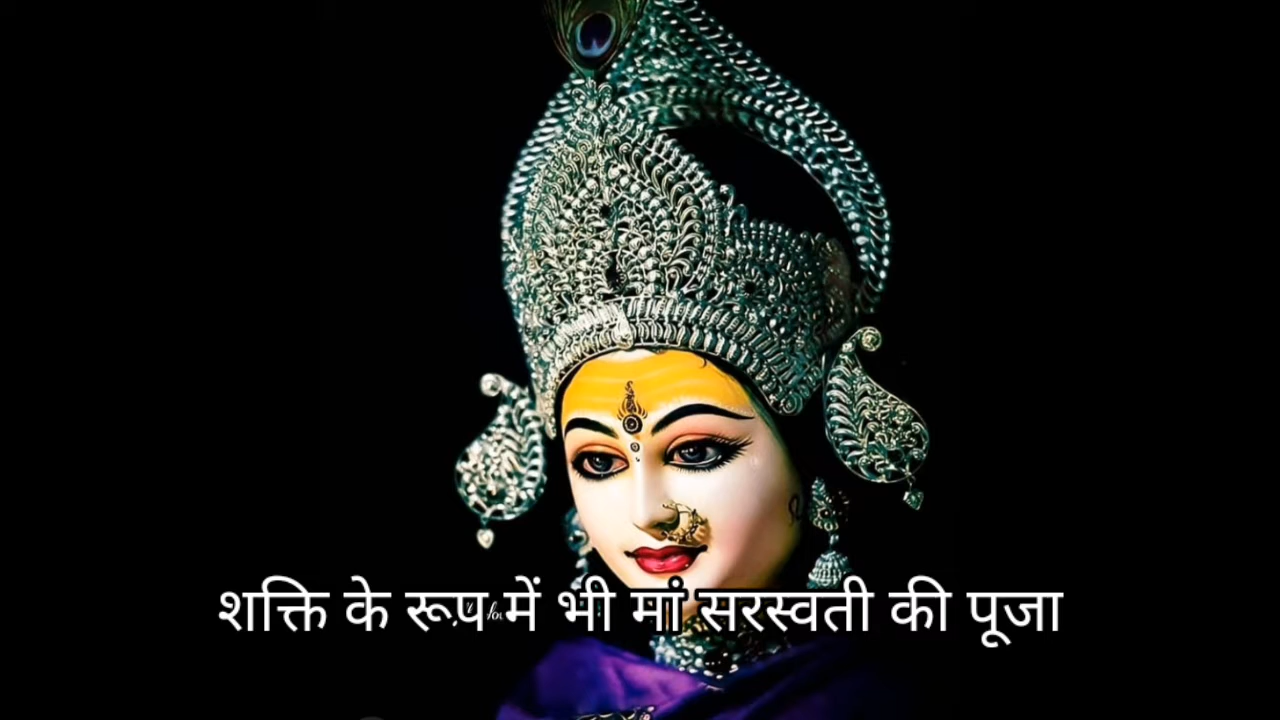 शक्ति के रूप में भी मां सरस्वती की पूजा